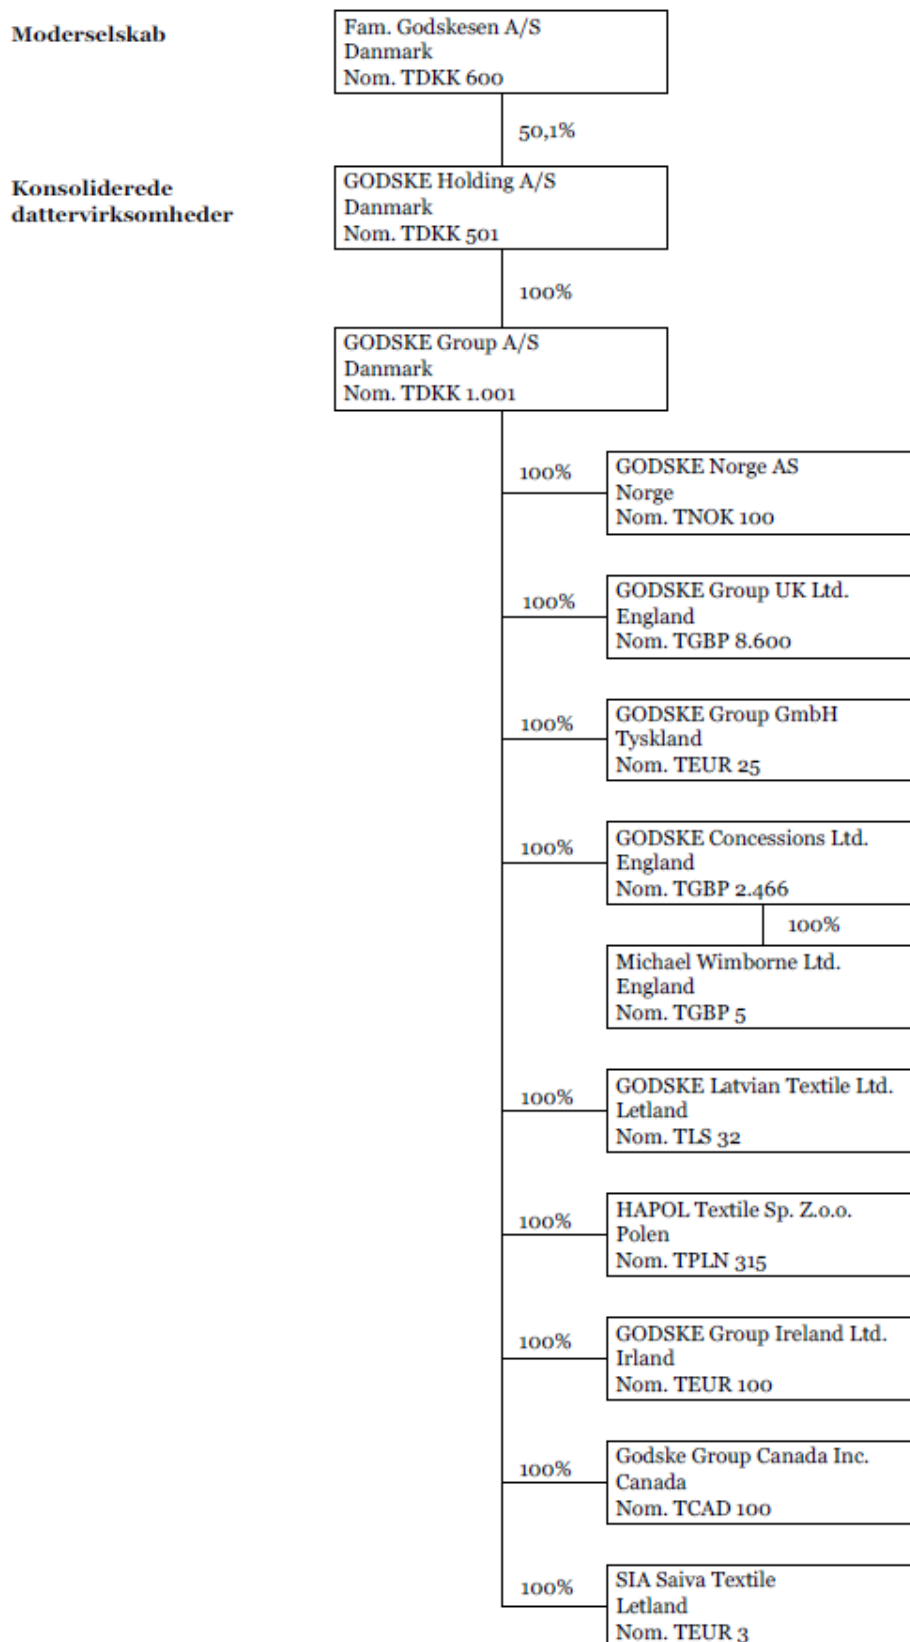 Moderselskab
Fam. Godskesen A/S
Danmark
Nom. TDKK 600
50,1%
Konsoliderede
dattervirksomheder
GODSKE Holding A/S
Danmark
Nom. TDKK 501
100%
GODSKE Group A/S
Danmark
Nom. TDKK 1.001
100%
GODSKE Norge AS
Norge
Nom. TNOK 100
100%
GODSKE Group UK Ltd.
England
Nom. TGBP 8.600
100%
GODSKE Group GmbH
Tyskland
Nom. TEUR 25
100%
GODSKE Concessions Ltd.
England
Nom. TGBP 2.466
100%
Michael Wimborne Ltd.
England
Nom. TGBP 5
100%
GODSKE Latvian Textile Ltd.
Letland
Nom. TLS 32
100%
HAPOL Textile Sp. Z.o.o.
Polen
Nom. TPLN 315
100%
GODSKE Group Ireland Ltd.
Irland
Nom. TEUR 100
100%
Godske Group Canada Inc.
Canada
Nom. TCAD 100
100%
SIA Saiva Textile
Letland
Nom. TEUR 3